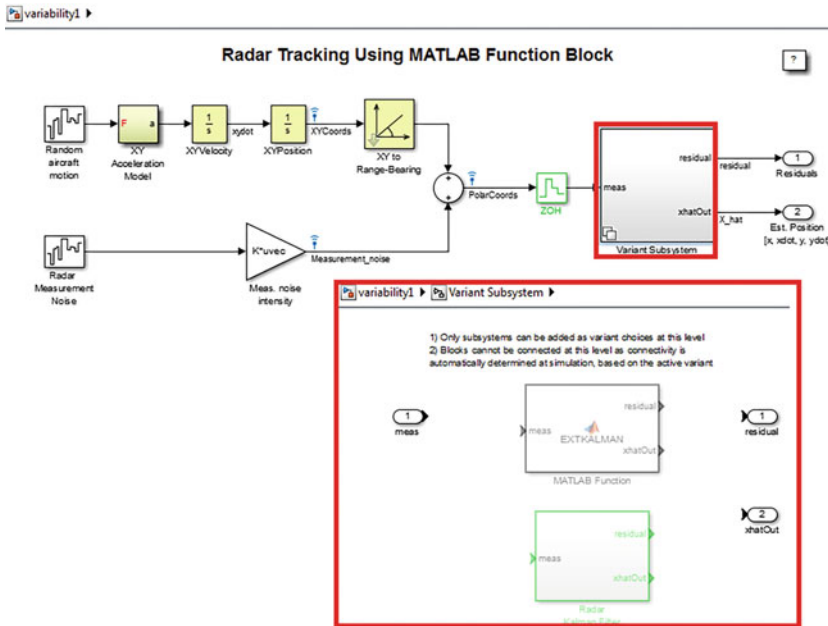 variability1
Radar Tracking Using MATLAB Function Block
?
Random
aircraft
motion
F a
XY
Acceleration
Model
1
s
XYVelocity
xydot
1
s
XYPosition
XYCoords
XY to
Range-Bearing
+
+
PolarCoords
ZOH
meas
residual
xhatOut
Variant Subsystem
residual
1
Residuals
X_hat
2
Est. Position
[x, xdot, y, ydot
Radar
Measurement
Noise
K*uvec
Meas. noise
intensity
Measurement_noise
variability1 Variant Subsystem
1) Only subsystems can be added as variant choices at this level
2) Blocks cannot be connected at this level as connectivity is
automatically determined at simulation, based on the active variant
1
meas
meas
EXTKALMAN
residual
xhatOut
MATLAB Function
1
residual
2
xhatOut
meas
residual
xhatOut
Radar
Kalman Filter